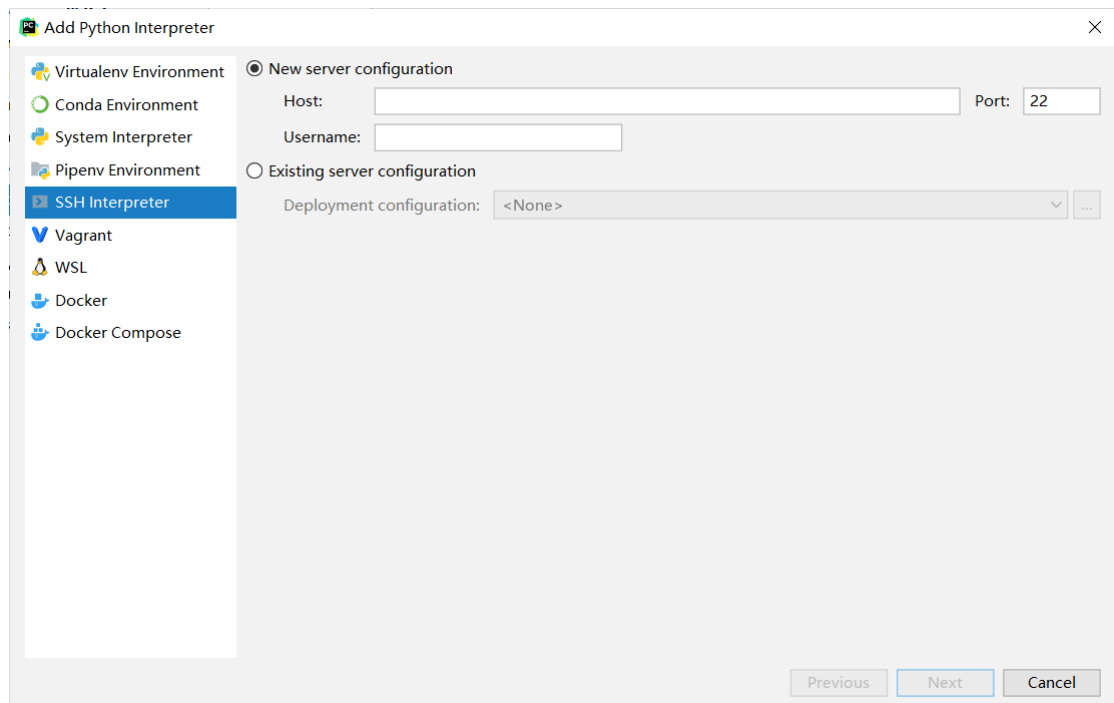 Add Python Interpreter
Virtualenv Environment
Conda Environment
System Interpreter
Pipenv Environment
SSH Interpreter
Vagrant
WSL
Docker
Docker Compose
New server configuration
Host:
Port: 22
Username:
Existing server configuration
Deployment configuration: <None> ...
Previous Next Cancel